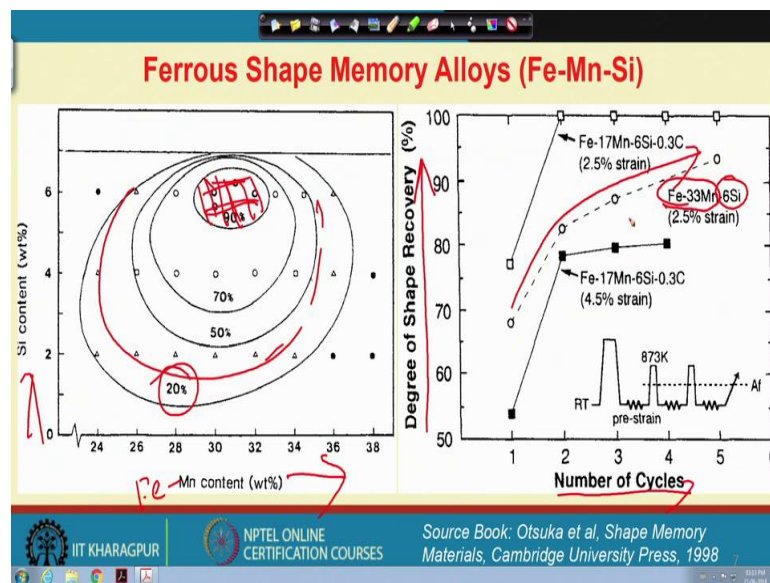 Ferrous Shape Memory Alloys (Fe-Mn-Si)
Si content (wt%)
6
4
2
0
90%
70%
50%
20%
24 26 28 30 32 34 36 38
Fe
Mn content (wt%)
Degree of Shape Recovery (%)
100
90
80
70
60
50
Fe-17Mn-6Si-0.3C
(2.5% strain)
Fe-33Mn-6Si
(2.5% strain)
Fe-17Mn-6Si-0.3C
(4.5% strain)
873K
RT
Af
pre-strain
1 2 3 4 5 6
Number of Cycles
IIT KHARAGPUR
NPTEL ONLINE
CERTIFICATION COURSES
Source Book: Otsuka et al, Shape Memory
Materials, Cambridge University Press, 1998
7